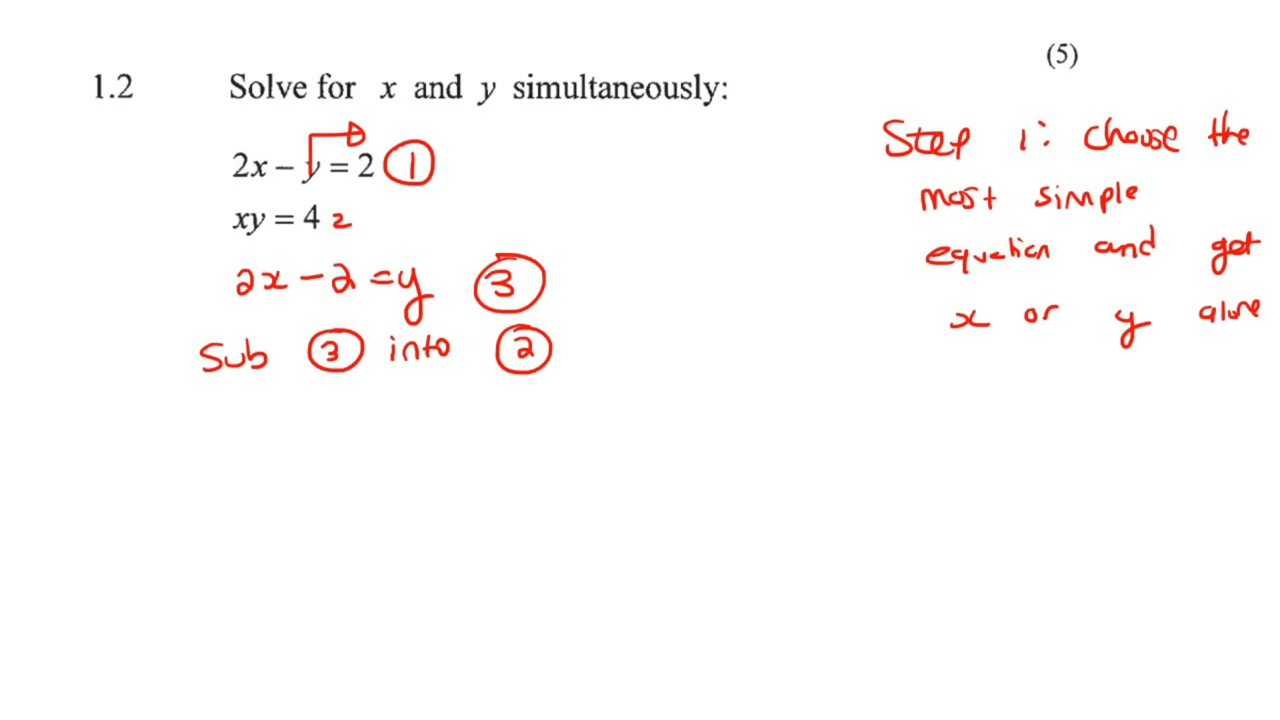 (5)
1.2 Solve for x and y simultaneously:
2x − y = 2 ①
xy = 4 2
2x − 2 = y ③
Sub ③ into ②
Step 1: choose the
most simple
equation and get
x or y alone